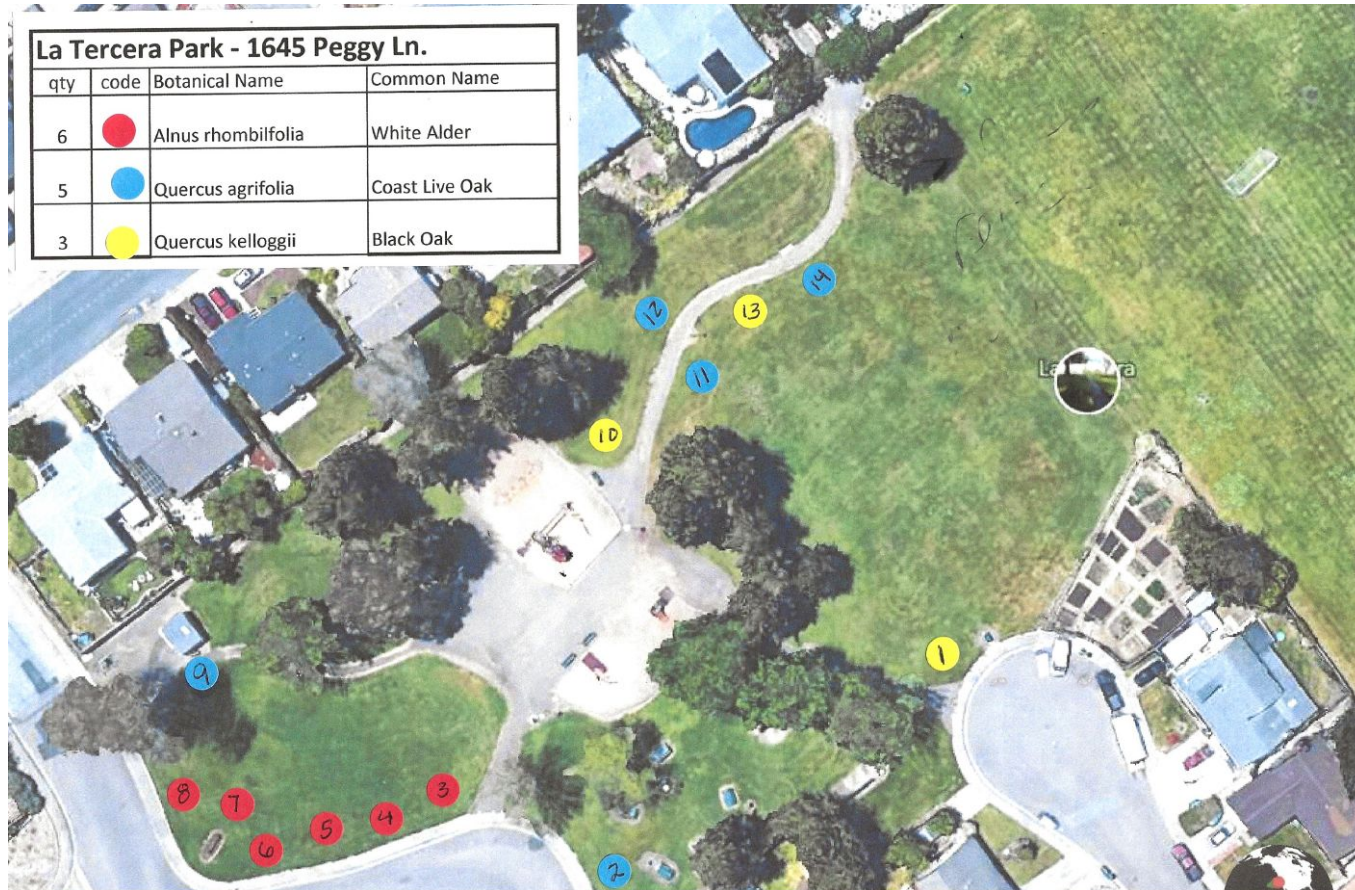 La Tercera Park - 1645 Peggy Ln.
qty code Botanical Name Common Name
6 Alnus rhombilfolia White Alder
5 Quercus agrifolia Coast Live Oak
3 Quercus kelloggii Black Oak
14
12
13
11
10
1
9
8
7
3
4
5
6
2